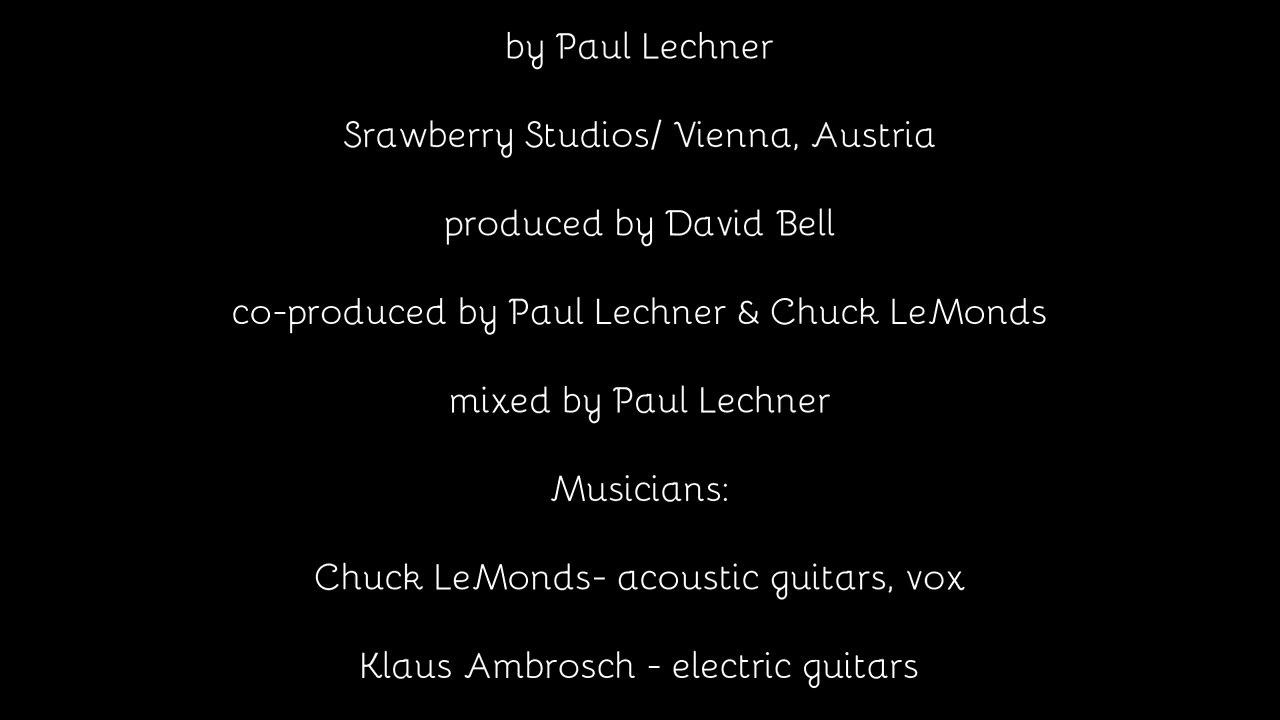 by Paul Lechner
Srawberry Studios/ Vienna, Austria
produced by David Bell
co-produced by Paul Lechner & Chuck LeMonds
mixed by Paul Lechner
Musicians:
Chuck LeMonds- acoustic guitars, vox
Klaus Ambrosch - electric guitars